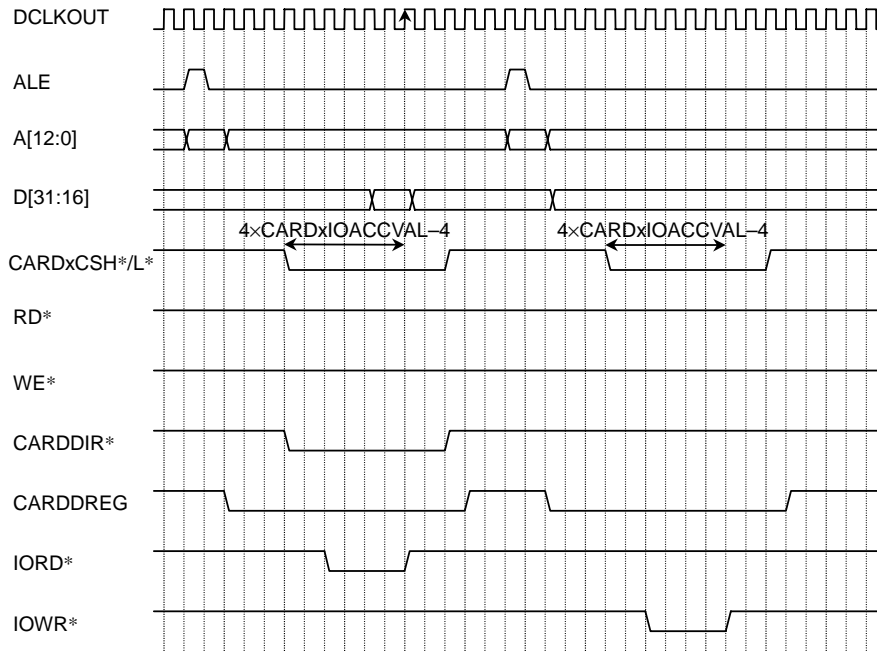 DCLKOUT
ALE
A[12:0]
D[31:16]
4×CARDxIOACCVAL–4 4×CARDxIOACCVAL–4
CARDxCSH*/L*
RD*
WE*
CARDDIR*
CARDDREG
IORD*
IOWR*